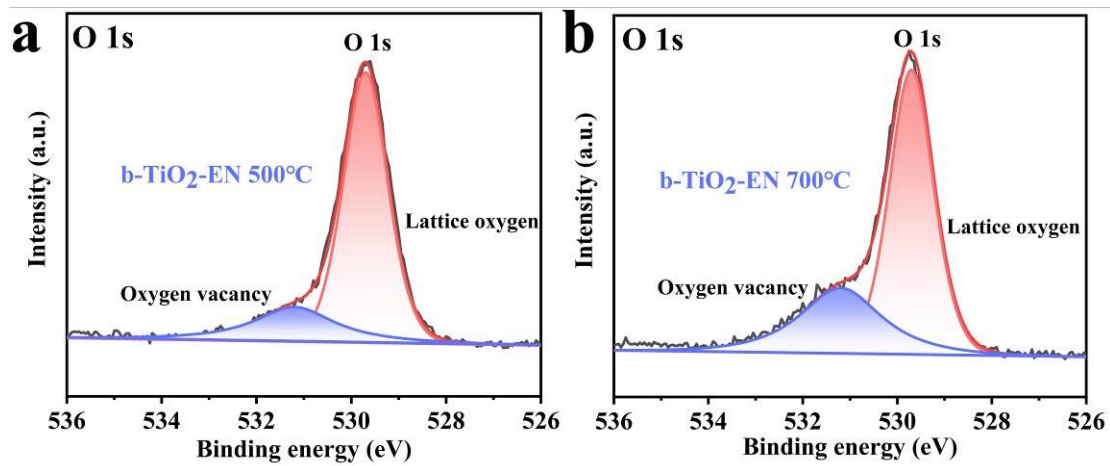 a
O 1s
O 1s
b-TiO₂-EN 500℃
Lattice oxygen
Oxygen vacancy
Intensity (a.u.)
536 534 532 530 528 526
Binding energy (eV)
b
O 1s
O 1s
b-TiO₂-EN 700℃
Lattice oxygen
Oxygen vacancy
Intensity (a.u.)
536 534 532 530 528 526
Binding energy (eV)